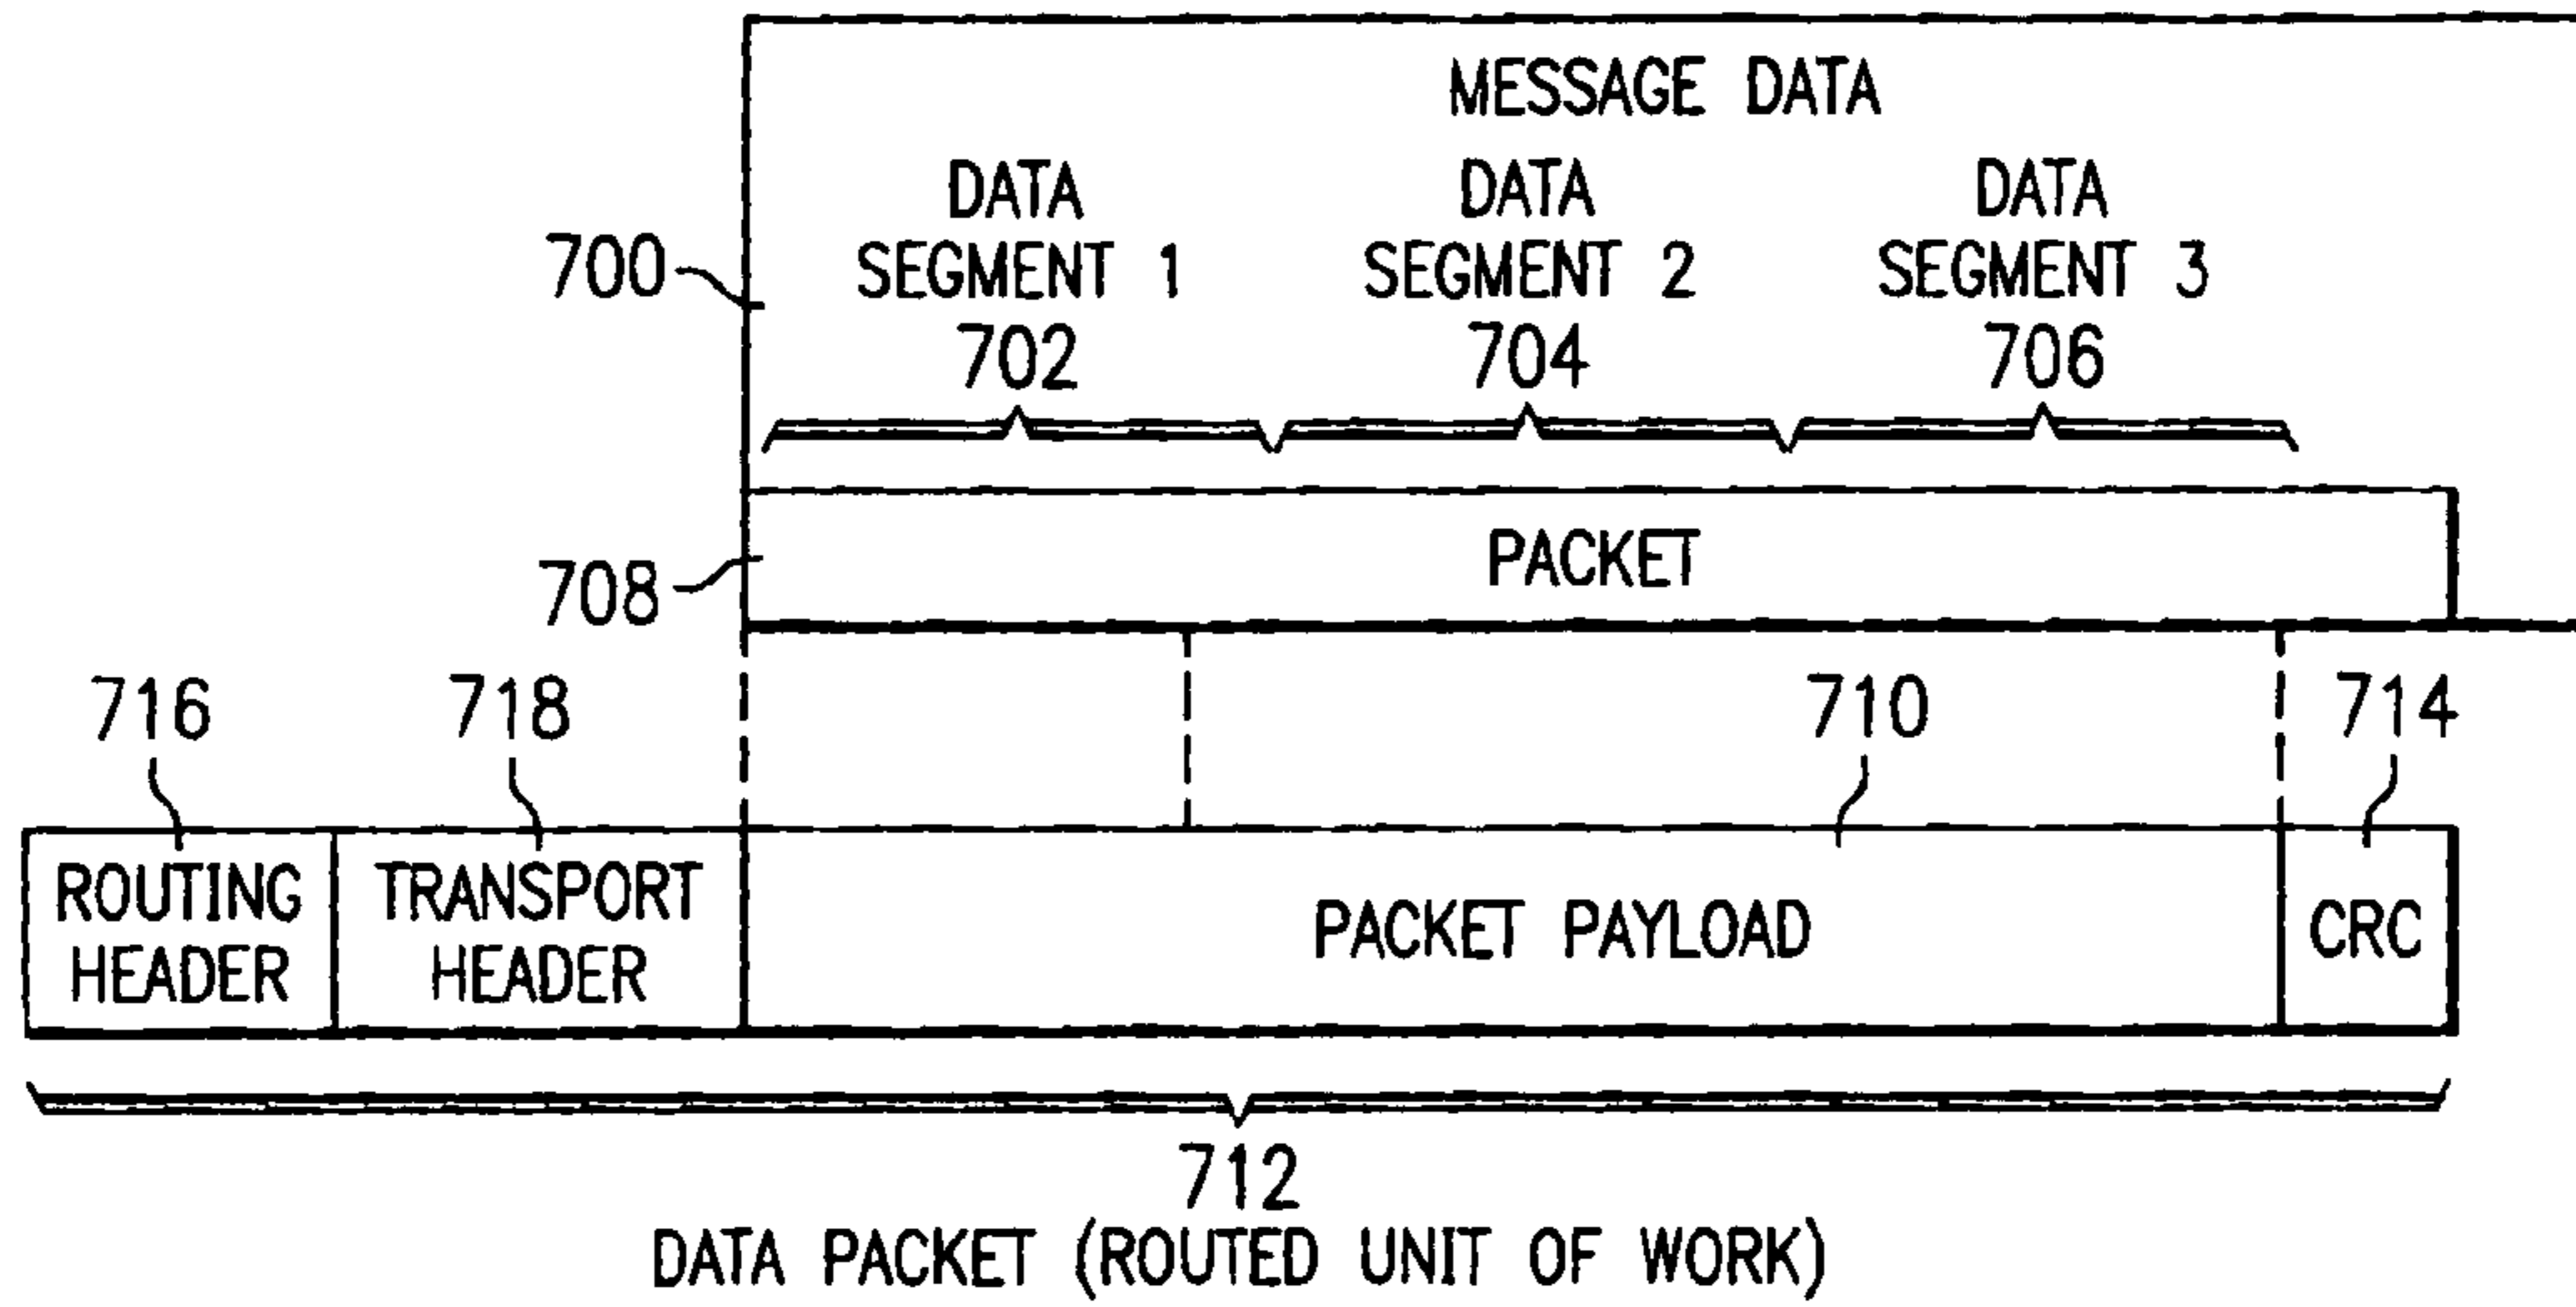 MESSAGE DATA
DATA SEGMENT 1
702
DATA SEGMENT 2
704
DATA SEGMENT 3
706
700
PACKET
708
716
718
710
714
ROUTING HEADER
TRANSPORT HEADER
PACKET PAYLOAD
CRC
712
DATA PACKET (ROUTED UNIT OF WORK)